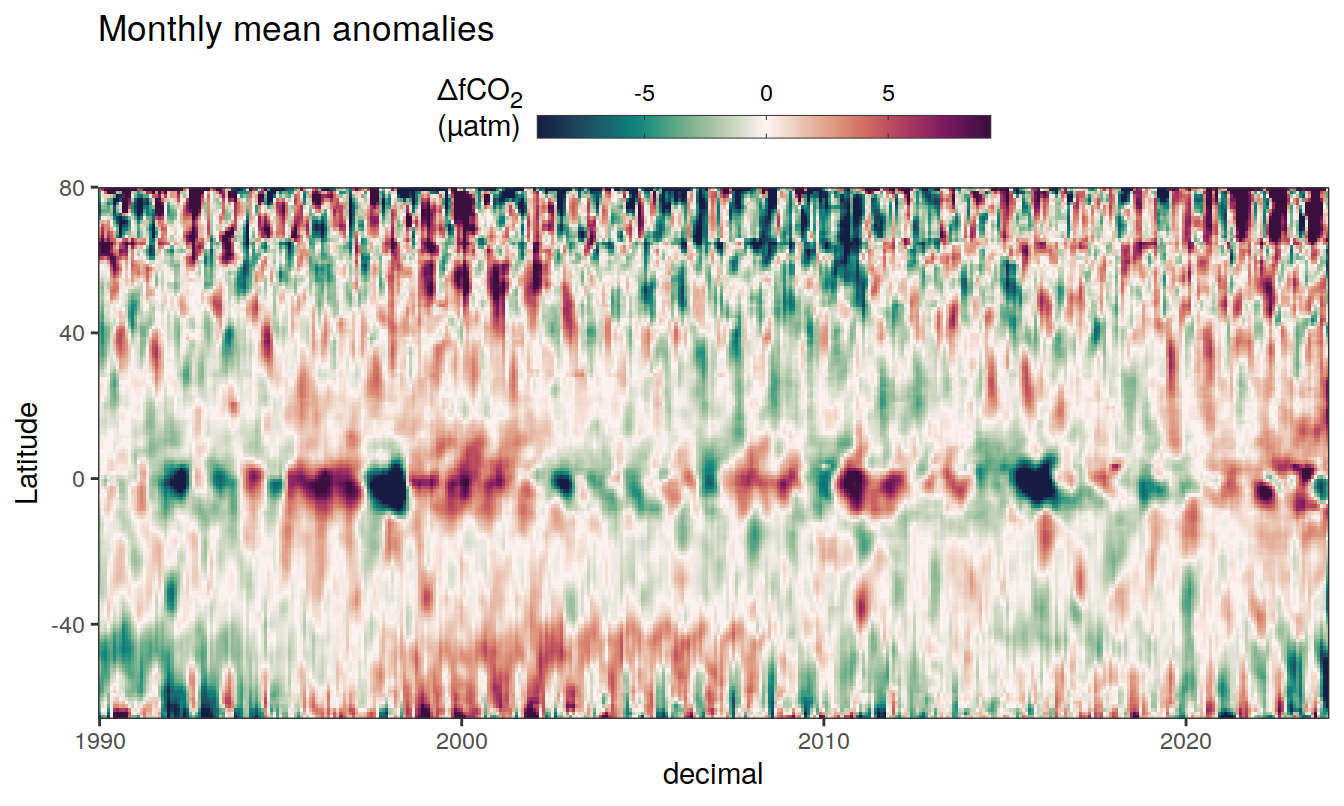 Monthly mean anomalies
ΔfCO₂
(µatm)
-5 0 5
80
40
0
-40
Latitude
1990 2000 2010 2020
decimal